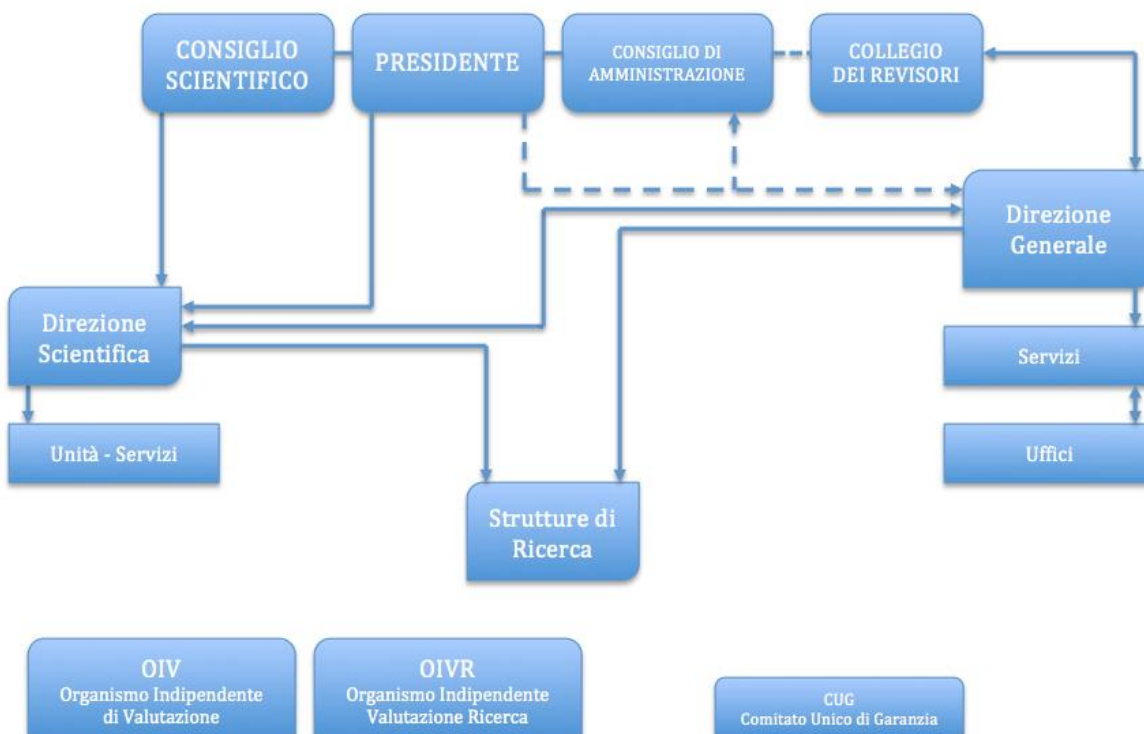 CONSIGLIO
SCIENTIFICO
PRESIDENTE
CONSIGLIO DI
AMMINISTRAZIONE
COLLEGIO
DEI REVISORI
Direzione
Generale
Direzione
Scientifica
Servizi
Unità - Servizi
Uffici
Strutture di
Ricerca
OIV
Organismo Indipendente
di Valutazione
OIVR
Organismo Indipendente
Valutazione Ricerca
CUG
Comitato Unico di Garanzia